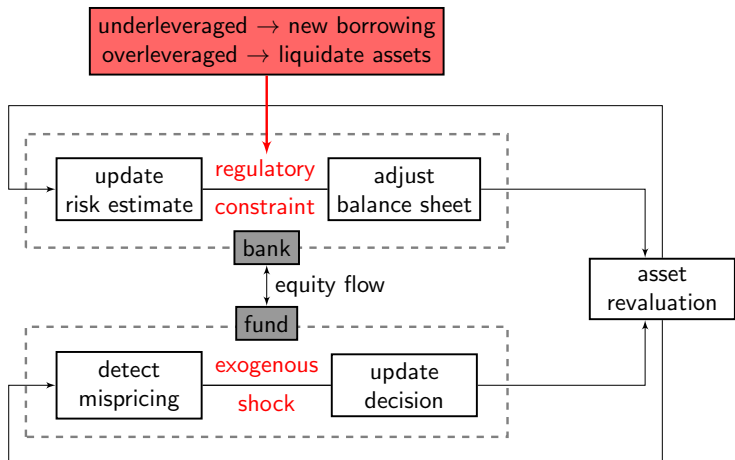 underleveraged → new borrowing
overleveraged → liquidate assets
update
risk estimate
regulatory
constraint
adjust
balance sheet
bank
equity flow
fund
asset
revaluation
detect
mispricing
exogenous
shock
update
decision